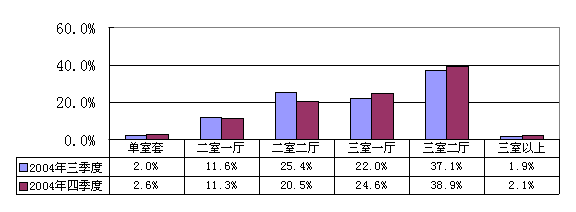 60.0%
40.0%
20.0%
0.0%
单室套 二室一厅 二室二厅 三室一厅 三室二厅 三室以上
2004年三季度 2.0% 11.6% 25.4% 22.0% 37.1% 1.9%
2004年四季度 2.6% 11.3% 20.5% 24.6% 38.9% 2.1%